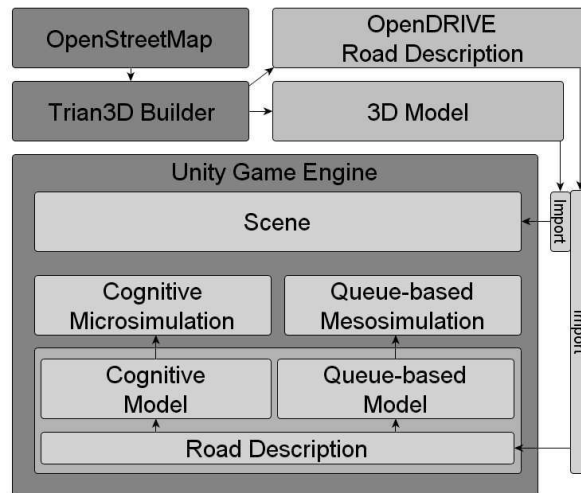 OpenStreetMap
OpenDRIVE
Road Description
Trian3D Builder
3D Model
Unity Game Engine
Scene
Import
Import
Cognitive
Microsimulation
Queue-based
Mesosimulation
Cognitive
Model
Queue-based
Model
Road Description